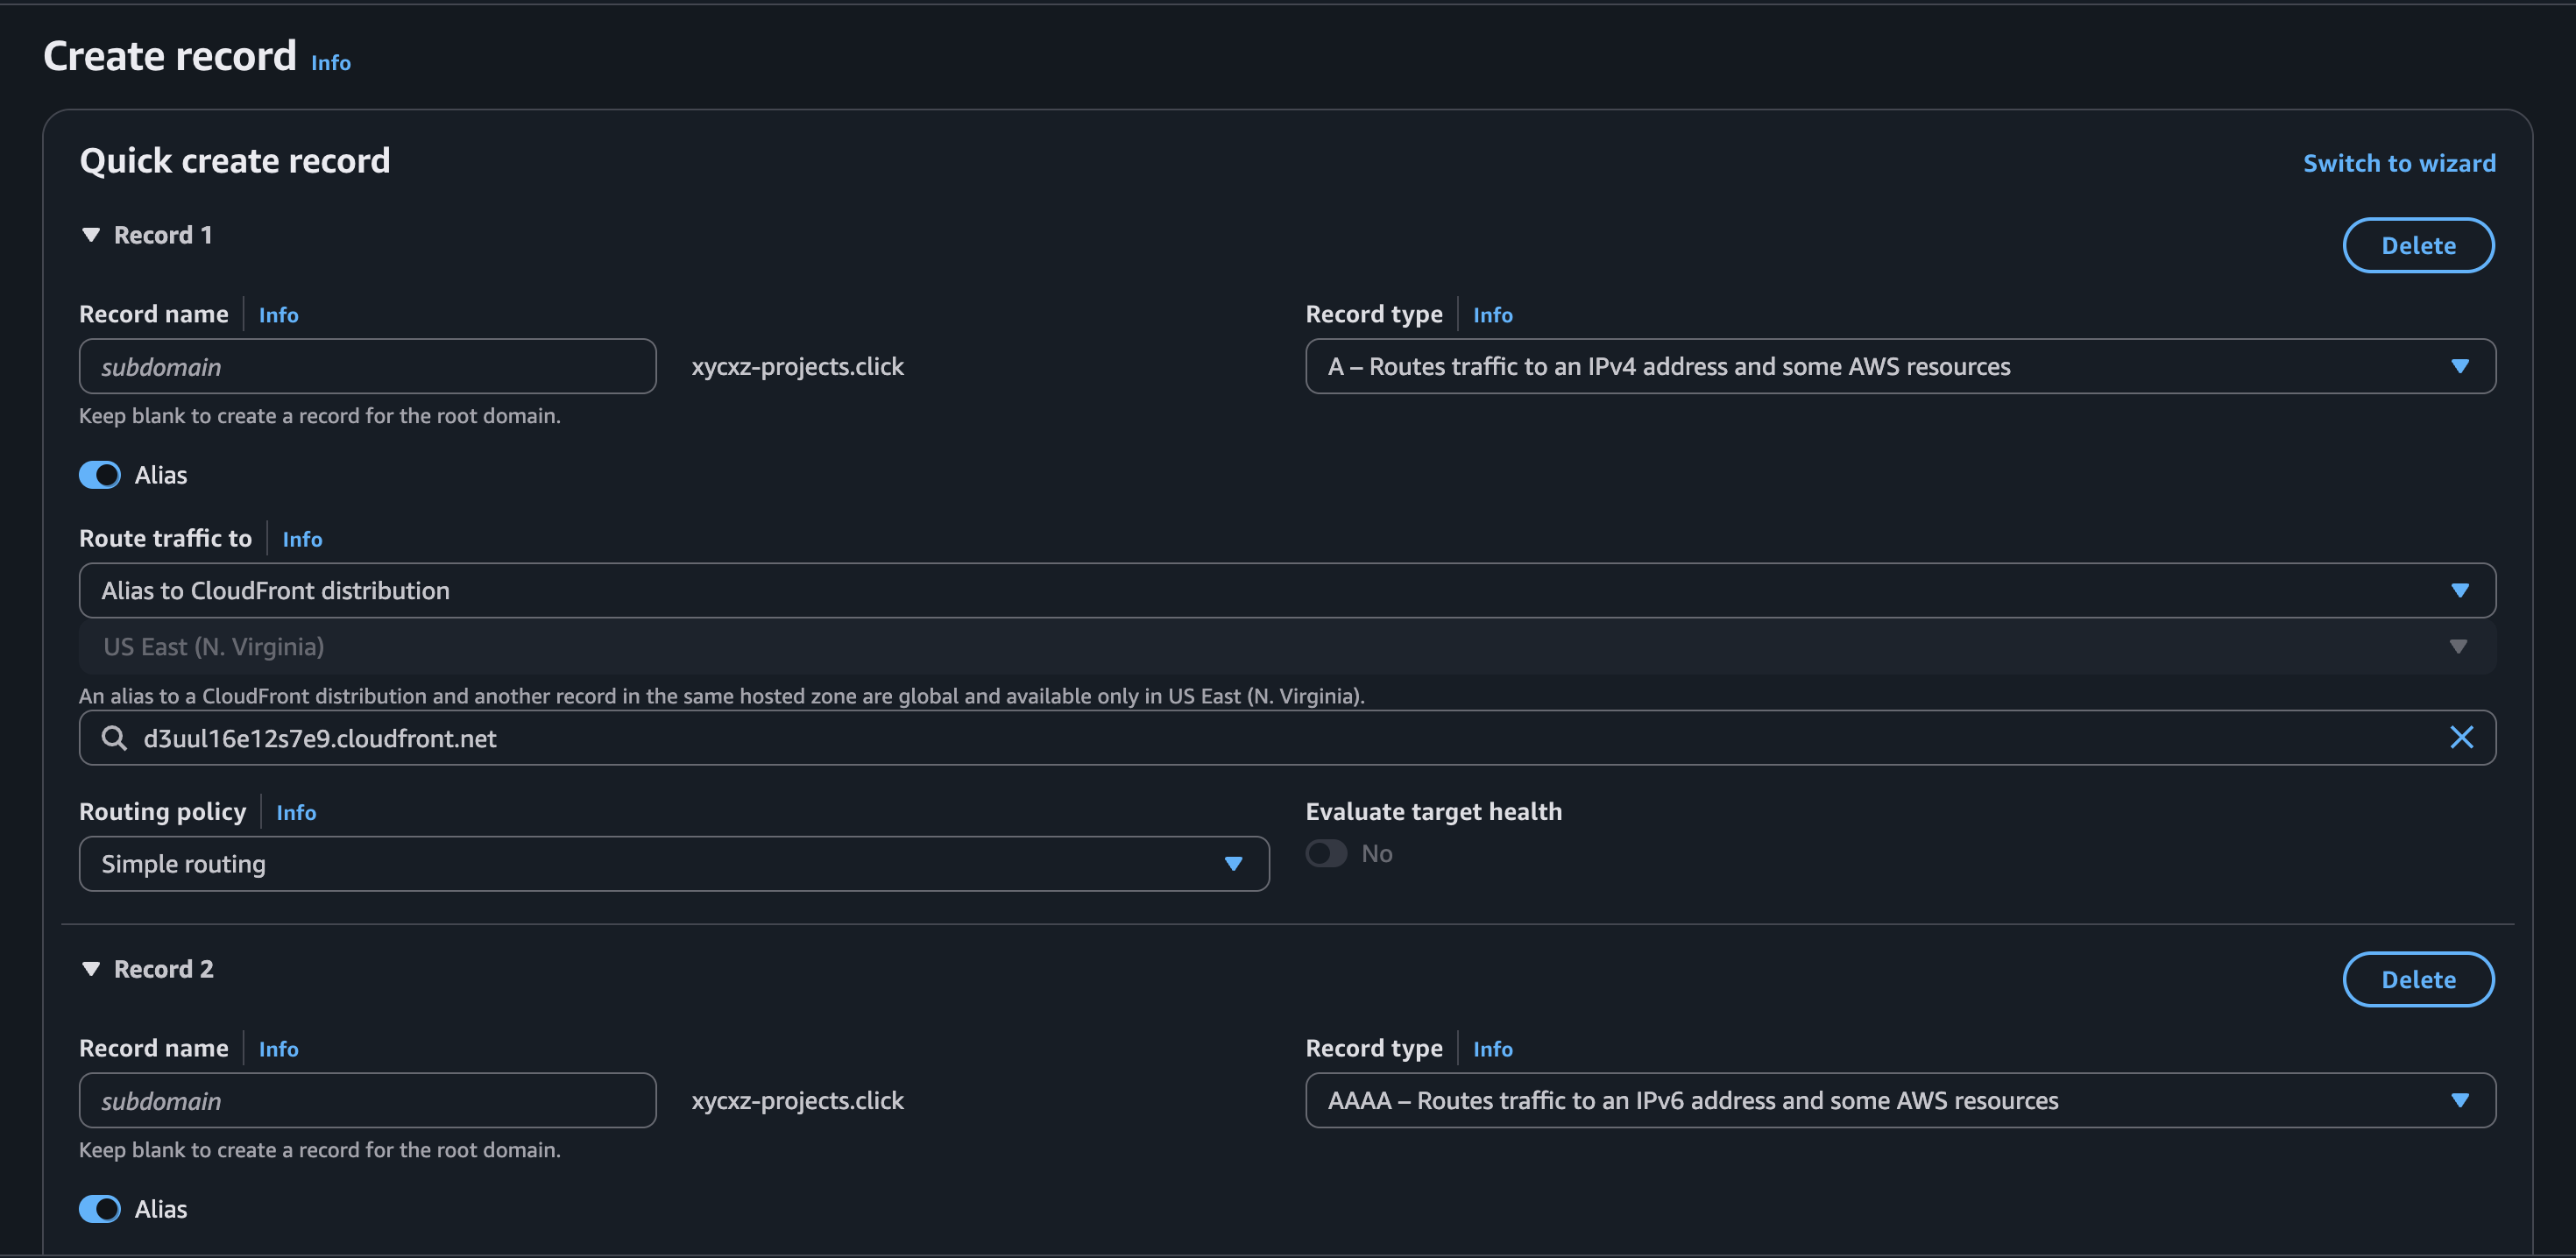 Create record Info
Quick create record
Switch to wizard
Record 1
Delete
Record name Info
Record type Info
subdomain
xycxz-projects.click
A – Routes traffic to an IPv4 address and some AWS resources
Keep blank to create a record for the root domain.
Alias
Route traffic to Info
Alias to CloudFront distribution
US East (N. Virginia)
An alias to a CloudFront distribution and another record in the same hosted zone are global and available only in US East (N. Virginia).
d3uul16e12s7e9.cloudfront.net
Routing policy Info
Evaluate target health
Simple routing
No
Record 2
Delete
Record name Info
Record type Info
subdomain
xycxz-projects.click
AAAA – Routes traffic to an IPv6 address and some AWS resources
Keep blank to create a record for the root domain.
Alias